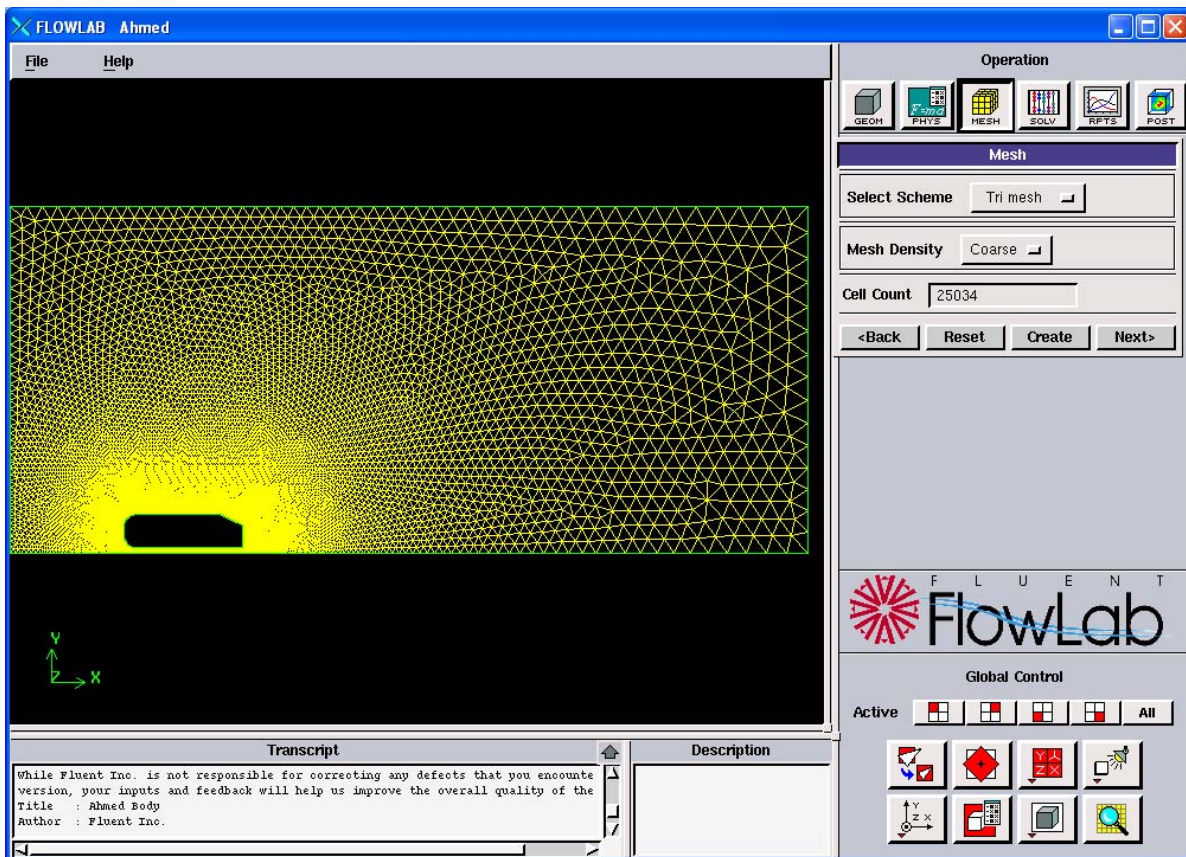 FLOWLAB Ahmed
File Help
Operation
GEOM F=ma PHYS MESH SOLV RPTS POST
Mesh
Select Scheme Tri mesh
Mesh Density Coarse
Cell Count 25034
<Back Reset Create Next>
Y
Z X
FLUENT
FlowLab
Global Control
Active All
Y X
Z X
Y
Z X
Transcript
While Fluent Inc. is not responsible for correcting any defects that you encounte
version, your inputs and feedback will help us improve the overall quality of the
Title : Ahmed Body
Author : Fluent Inc.
Description